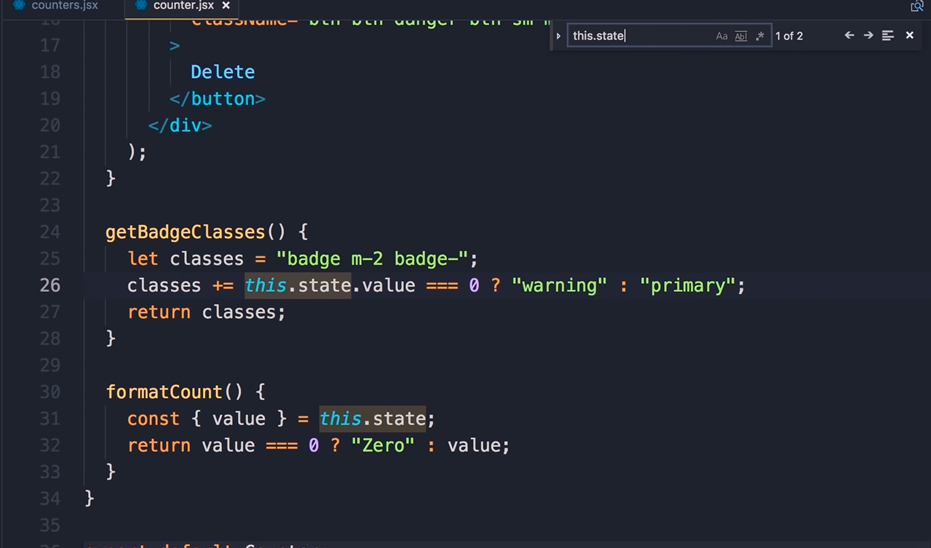 counters.jsx counter.jsx ×
this.state Aa Abl .* 1 of 2
17 >
18 Delete
19 </button>
20 </div>
21 );
22 }
23
24 getBadgeClasses() {
25 let classes = "badge m-2 badge-";
26 classes += this.state.value === 0 ? "warning" : "primary";
27 return classes;
28 }
29
30 formatCount() {
31 const { value } = this.state;
32 return value === 0 ? "Zero" : value;
33 }
34 }
35